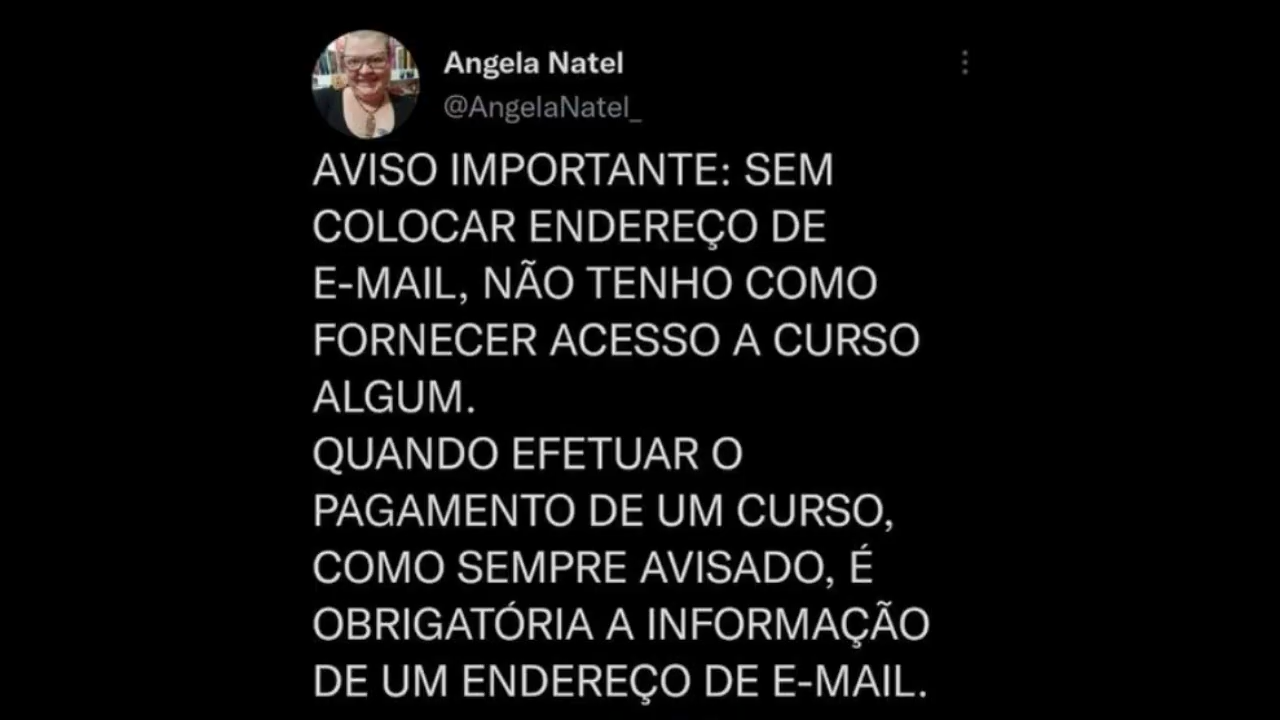 Angela Natel
@AngelaNatel_
AVISO IMPORTANTE: SEM
COLOCAR ENDEREÇO DE
E-MAIL, NÃO TENHO COMO
FORNECER ACESSO A CURSO
ALGUM.
QUANDO EFETUAR O
PAGAMENTO DE UM CURSO,
COMO SEMPRE AVISADO, É
OBRIGATÓRIA A INFORMAÇÃO
DE UM ENDEREÇO DE E-MAIL.